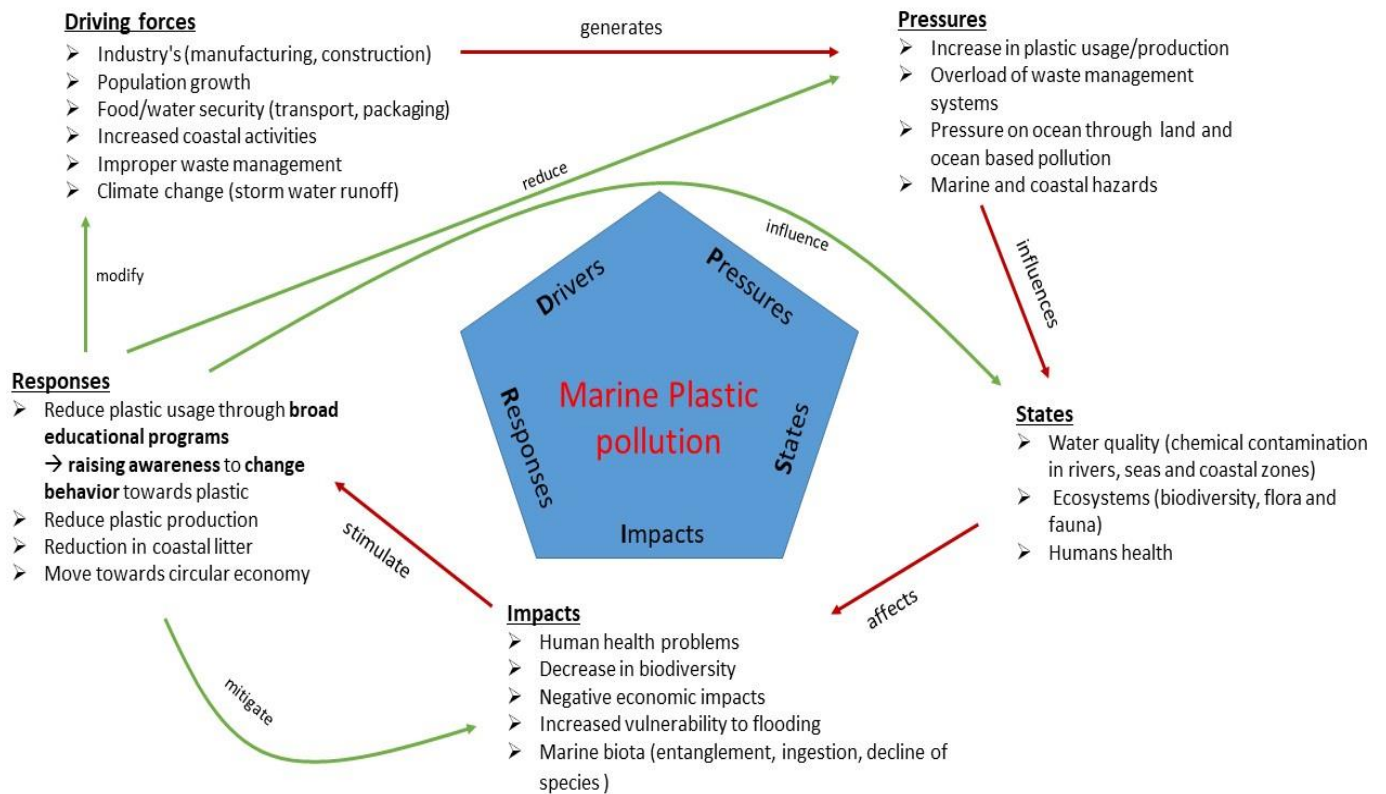 Driving forces
➢ Industry's (manufacturing, construction)
➢ Population growth
➢ Food/water security (transport, packaging)
➢ Increased coastal activities
➢ Improper waste management
➢ Climate change (storm water runoff)
generates
Pressures
➢ Increase in plastic usage/production
➢ Overload of waste management
systems
➢ Pressure on ocean through land and
ocean based pollution
➢ Marine and coastal hazards
reduce
influence
influences
modify
Drivers
Pressures
States
Impacts
Responses
Marine Plastic
pollution
Responses
➢ Reduce plastic usage through broad
educational programs
→ raising awareness to change
behavior towards plastic
➢ Reduce plastic production
➢ Reduction in coastal litter
➢ Move towards circular economy
States
➢ Water quality (chemical contamination
in rivers, seas and coastal zones)
➢ Ecosystems (biodiversity, flora and
fauna)
➢ Humans health
stimulate
affects
mitigate
Impacts
➢ Human health problems
➢ Decrease in biodiversity
➢ Negative economic impacts
➢ Increased vulnerability to flooding
➢ Marine biota (entanglement, ingestion, decline of
species )